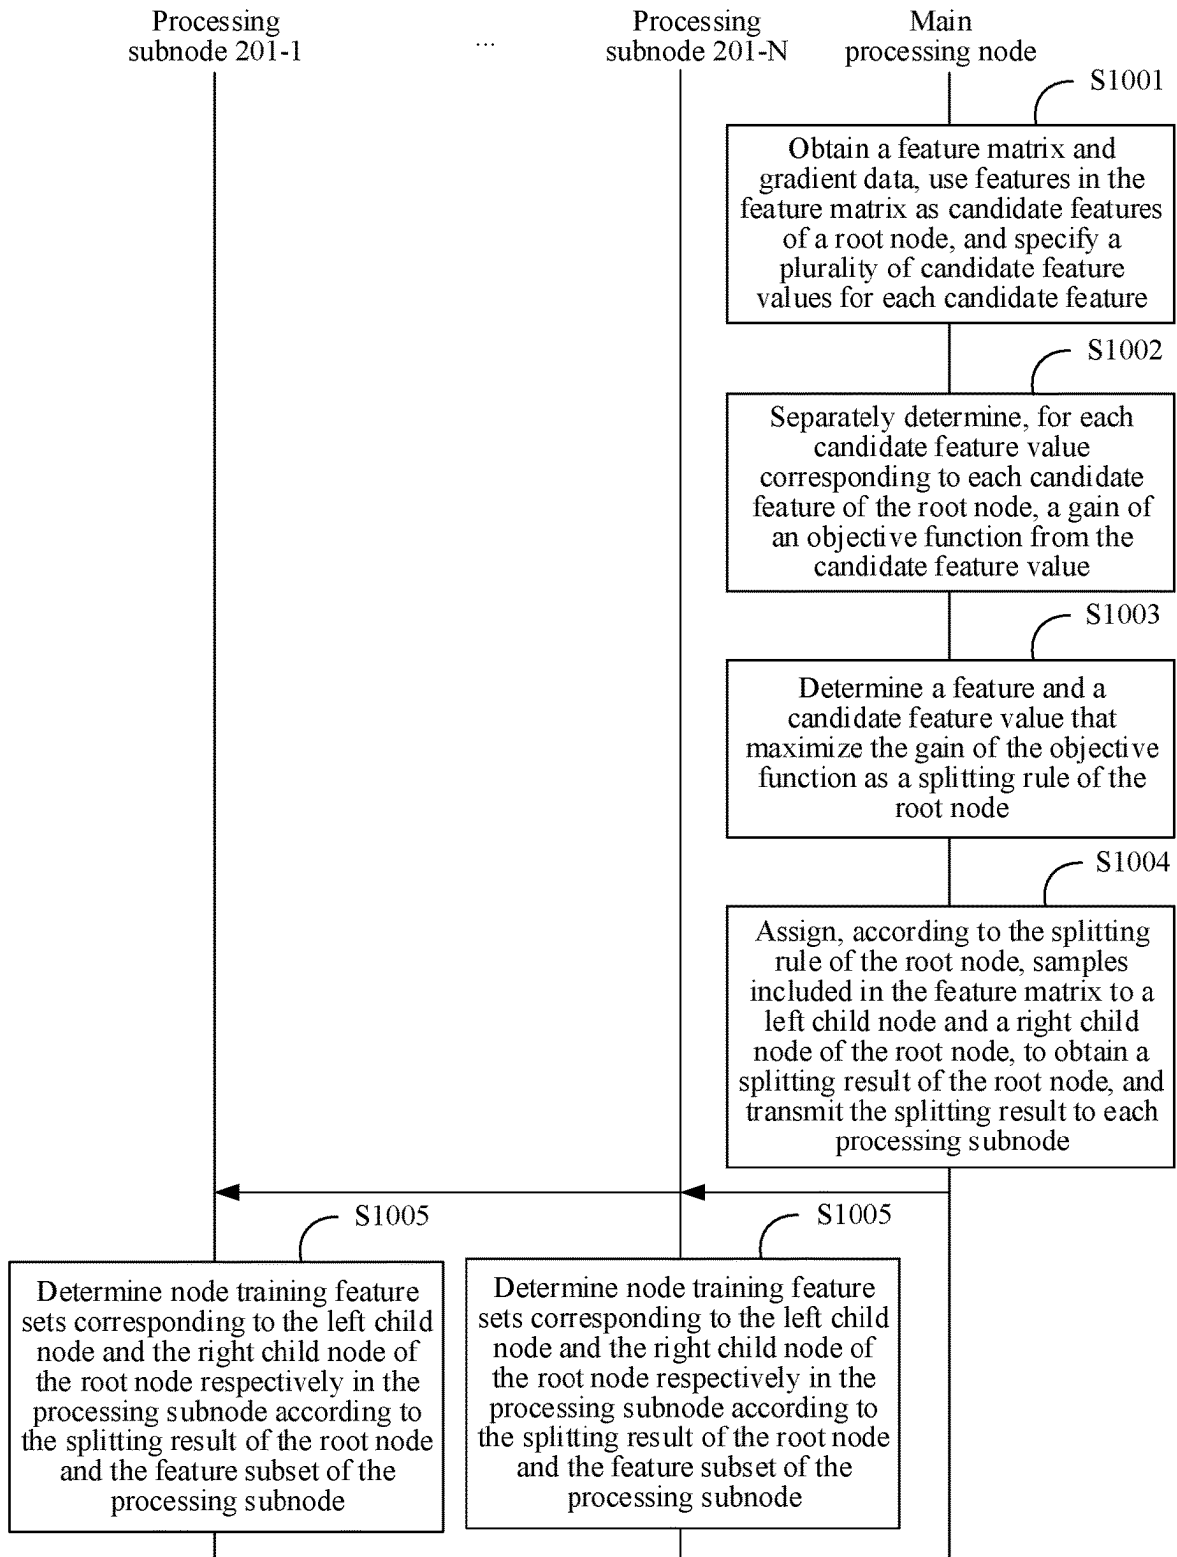 Processing
subnode 201-1
...
Processing
subnode 201-N
Main
processing node
S1001
Obtain a feature matrix and
gradient data, use features in the
feature matrix as candidate features
of a root node, and specify a
plurality of candidate feature
values for each candidate feature
S1002
Separately determine, for each
candidate feature value
corresponding to each candidate
feature of the root node, a gain of
an objective function from the
candidate feature value
S1003
Determine a feature and a
candidate feature value that
maximize the gain of the objective
function as a splitting rule of the
root node
S1004
Assign, according to the splitting
rule of the root node, samples
included in the feature matrix to a
left child node and a right child
node of the root node, to obtain a
splitting result of the root node, and
transmit the splitting result to each
processing subnode
S1005
Determine node training feature
sets corresponding to the left child
node and the right child node of
the root node respectively in the
processing subnode according to
the splitting result of the root node
and the feature subset of the
processing subnode
S1005
Determine node training feature
sets corresponding to the left child
node and the right child node of
the root node respectively in the
processing subnode according to
the splitting result of the root node
and the feature subset of the
processing subnode